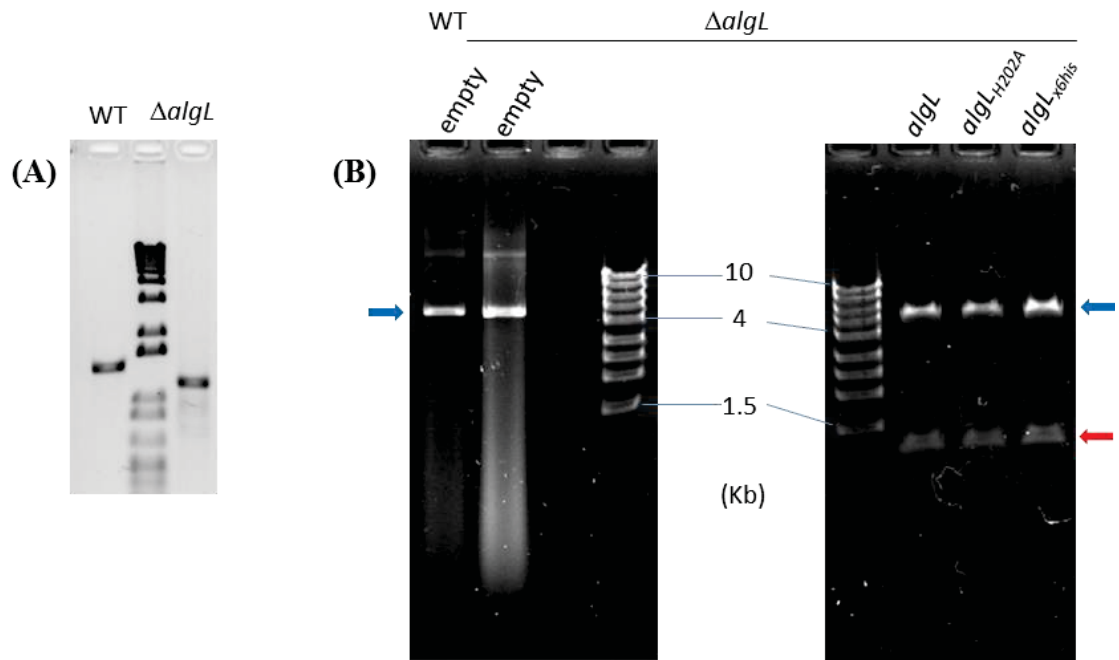 WT ΔalgL
WT ΔalgL
empty empty algL algLH202A algLx6his
(A) (B)
10
4
1.5
(Kb)